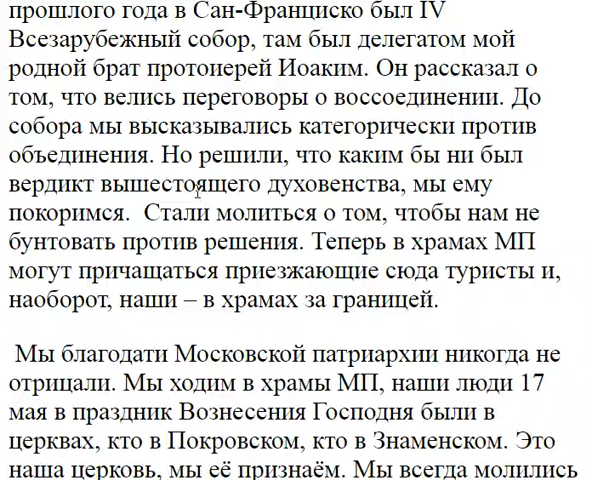 прошлого года в Сан-Франциско был IV
Всезарубежный собор, там был делегатом мой
родной брат протоиерей Иоаким. Он рассказал о
том, что велись переговоры о воссоединении. До
собора мы высказывались категорически против
объединения. Но решили, что каким бы ни был
вердикт вышестоящего духовенства, мы ему
покоримся.  Стали молиться о том, чтобы нам не
бунтовать против решения. Теперь в храмах МП
могут причащаться приезжающие сюда туристы и,
наоборот, наши – в храмах за границей.
Мы благодати Московской патриархии никогда не
отрицали. Мы ходим в храмы МП, наши люди 17
мая в праздник Вознесения Господня были в
церквах, кто в Покровском, кто в Знаменском. Это
наша церковь, мы её признаём. Мы всегда молились